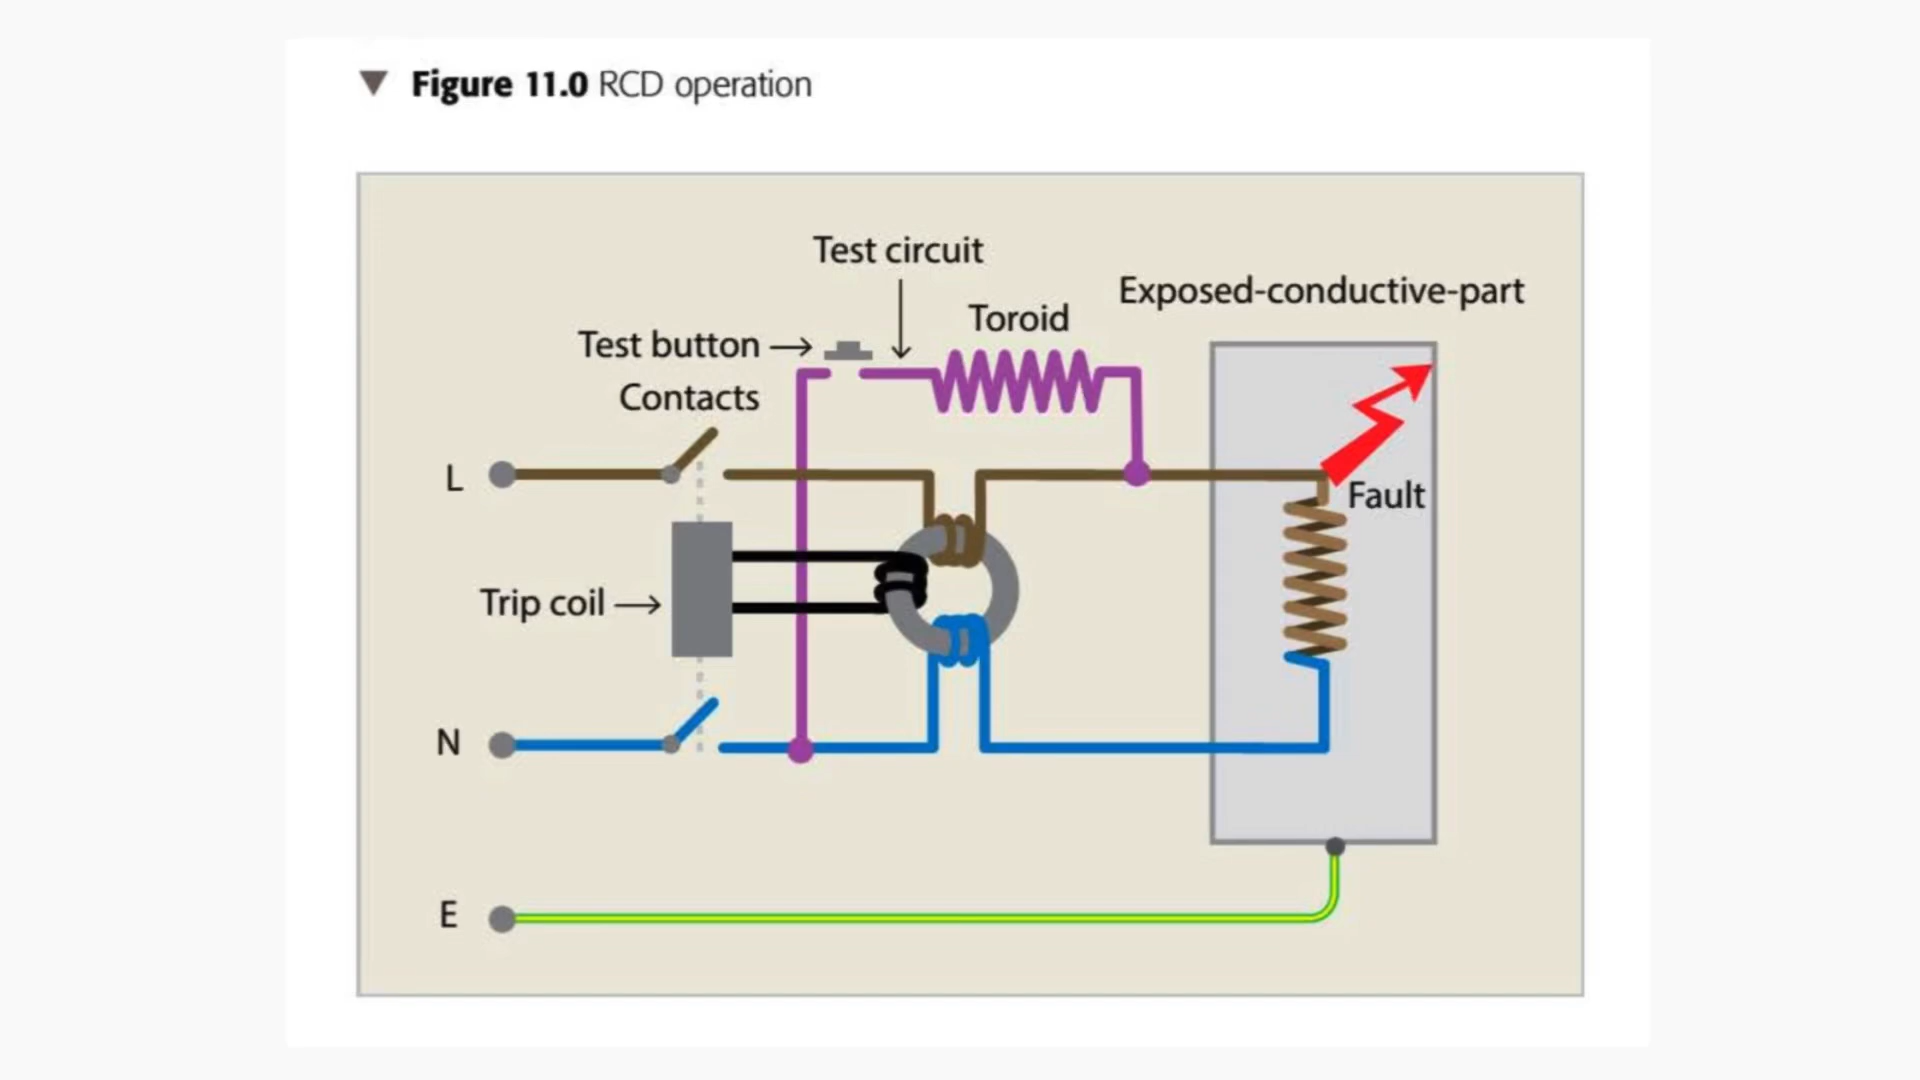 Figure 11.0 RCD operation
Test circuit
Exposed-conductive-part
Toroid
Test button
Contacts
L
Fault
Trip coil
N
E